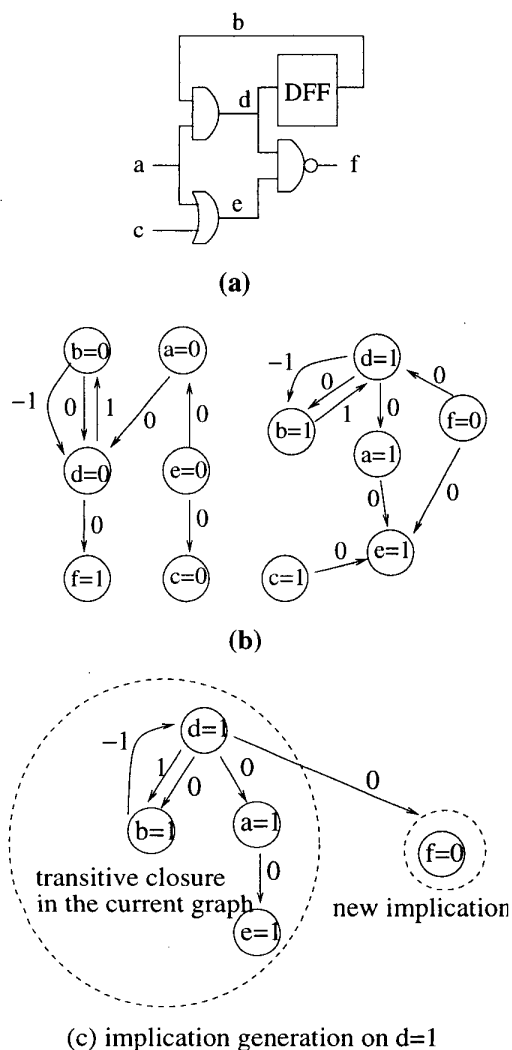 b
DFF
d
a
f
e
c
(a)
b=0
a=0
-1
0
1
0
0
d=0
e=0
0
0
f=1
c=0
d=1
-1
0
0
b=1
1
0
f=0
a=1
0
0
c=1
0
e=1
(b)
d=1
-1
1
0
0
0
b=1
a=1
f=0
transitive closure
in the current graph
0
new implication
e=1
(c) implication generation on d=1